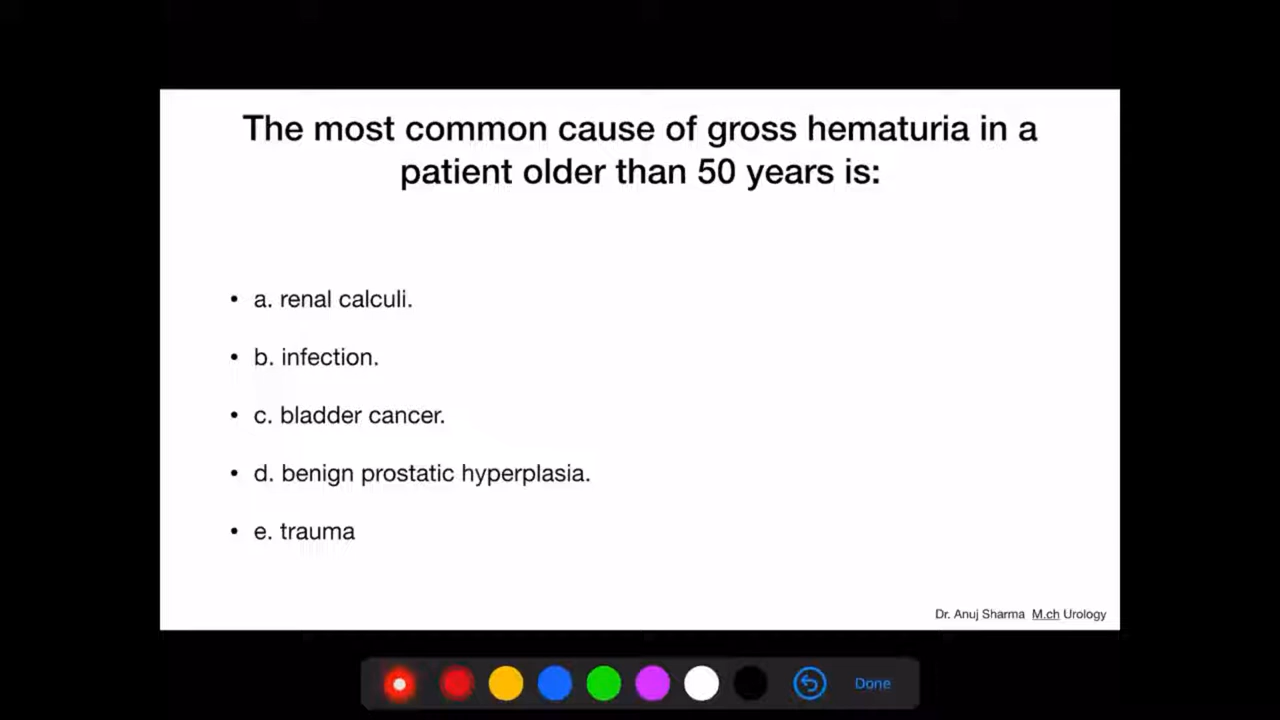 The most common cause of gross hematuria in a
patient older than 50 years is:
• a. renal calculi.
• b. infection.
• c. bladder cancer.
• d. benign prostatic hyperplasia.
• e. trauma
Dr. Anuj Sharma M.ch Urology
Done